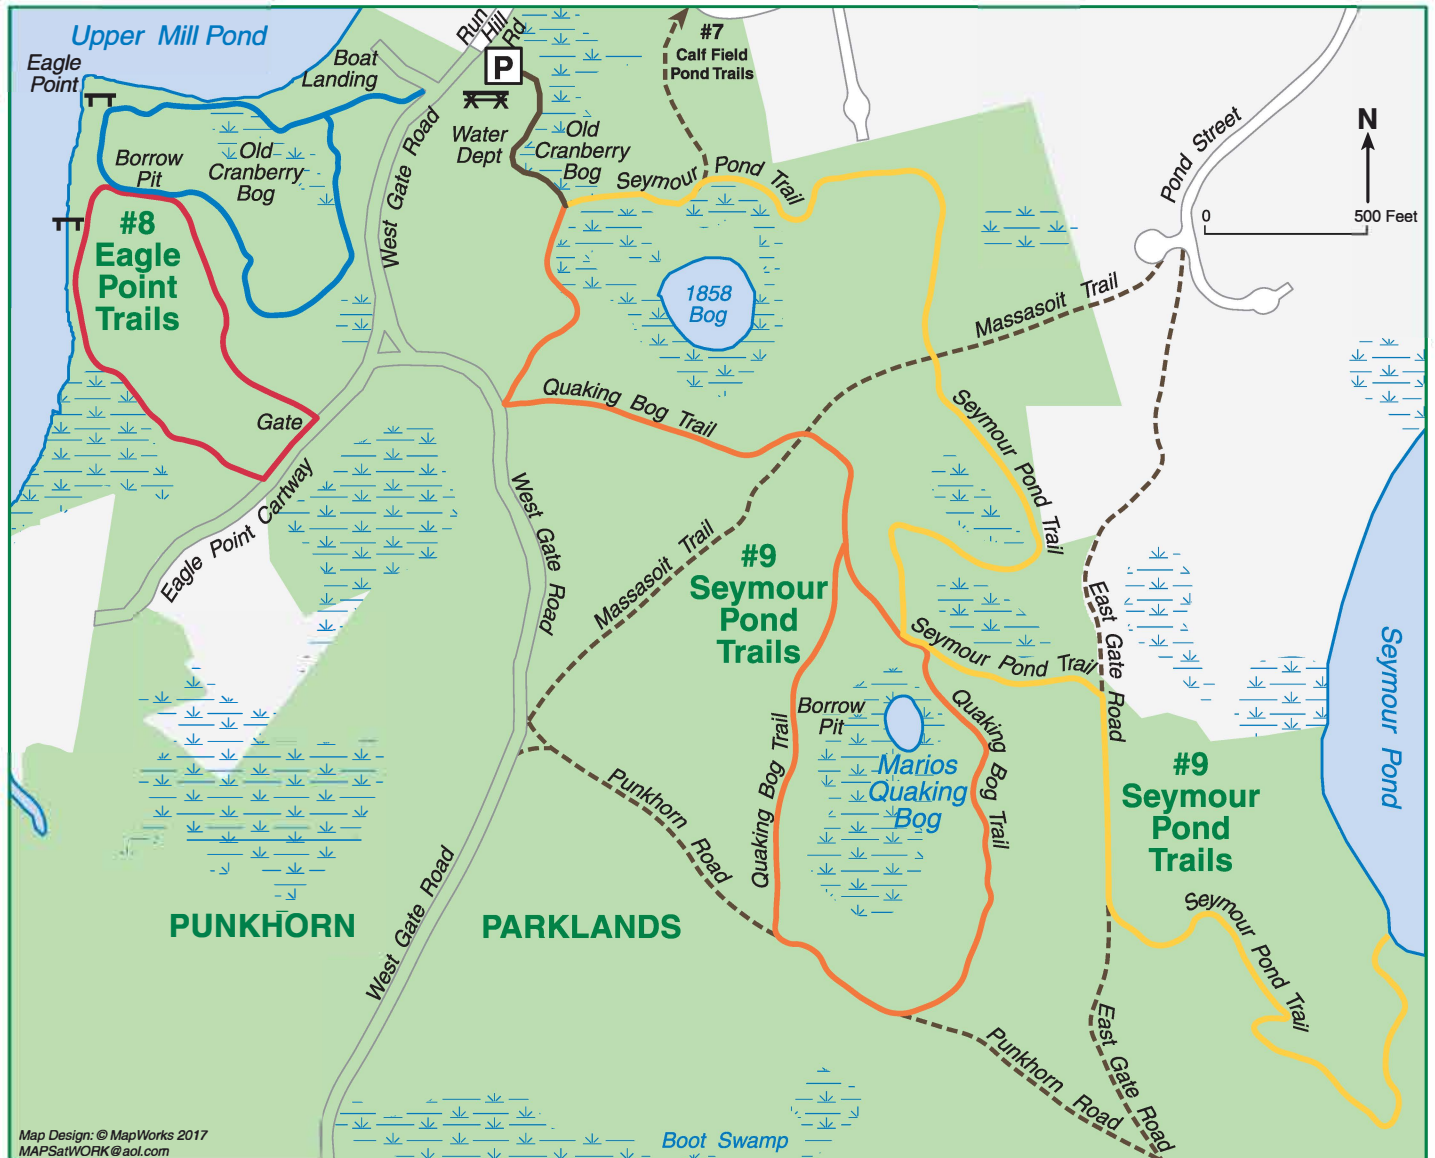 Upper Mill Pond
Eagle
Point
Boat
Landing
Run
Hill
Rd
P
#7
Calf Field
Pond Trails
Water
Dept
Old
Cranberry
Bog
Old
Cranberry
Bog
Borrow
Pit
West Gate Road
Seymour Pond Trail
Pond Street
N
0 500 Feet
#8
Eagle
Point
Trails
1858
Bog
Massasoit Trail
Quaking Bog Trail
Gate
Eagle Point Cartway
West Gate Road
Seymour Pond Trail
Massasoit Trail
#9
Seymour
Pond
Trails
East Gate Road
Seymour Pond Trail
Seymour Pond
Borrow
Pit
Quaking Bog Trail
Quaking Bog Trail
Marios
Quaking
Bog
Punkhorn Road
#9
Seymour
Pond
Trails
West Gate Road
PUNKHORN PARKLANDS
Seymour Pond Trail
East Gate Road
Punkhorn Road
Boot Swamp
Map Design: © MapWorks 2017
MAPSatWORK@aol.com